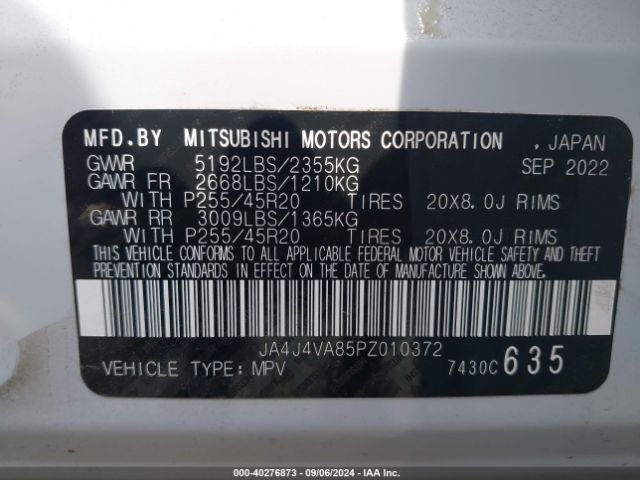 MFD.BY MITSUBISHI MOTORS CORPORATION , JAPAN
GWWR 5192LBS/2355KG SEP 2022
GAWR FR 2668LBS/1210KG
WITH P255/45R20 TIRES 20X8.0J RIMS
GAWR RR 3009LBS/1365KG
WITH P255/45R20 TIRES 20X8.0J RIMS
THIS VEHICLE CONFORMS TO ALL APPLICABLE FEDERAL MOTOR VEHICLE SAFETY AND THEFT
PREVENTION STANDARDS IN EFFECT ON THE DATE OF MANUFACTURE SHOWN ABOVE.
JA4J4VA85PZ010372
VEHICLE TYPE:MPV 7430C 635
000-40276873 - 09/06/2024 - IAA Inc.